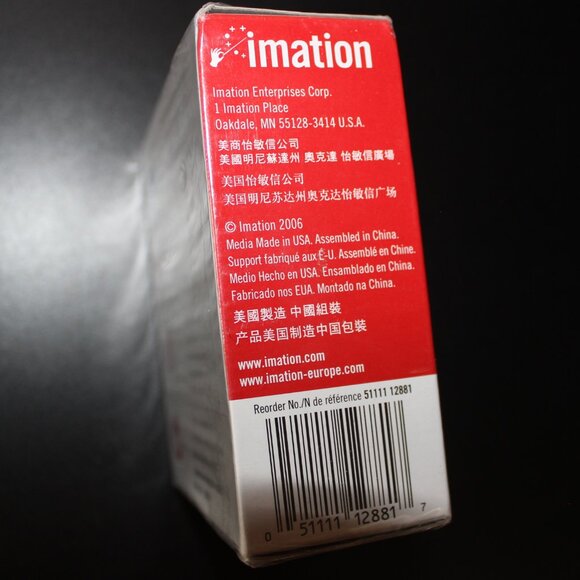 imation
Imation Enterprises Corp.
1 Imation Place
Oakdale, MN 55128-3414 U.S.A.
美商怡敏信公司
美國明尼蘇達州 奧克達 怡敏信廣場
美国怡敏信公司
美国明尼苏达州奥克达怡敏信广场
© Imation 2006
Media Made in USA. Assembled in China.
Support fabriqué aux É-U. Assemblé en Chine.
Medio Hecho en USA. Ensamblado en China.
Fabricado nos EUA. Montado na China.
美國製造 中國組裝
产品美国制造中国包装
www.imation.com
www.imation-europe.com
Reorder No./N de référence 51111 12881
0 51111 12881 7